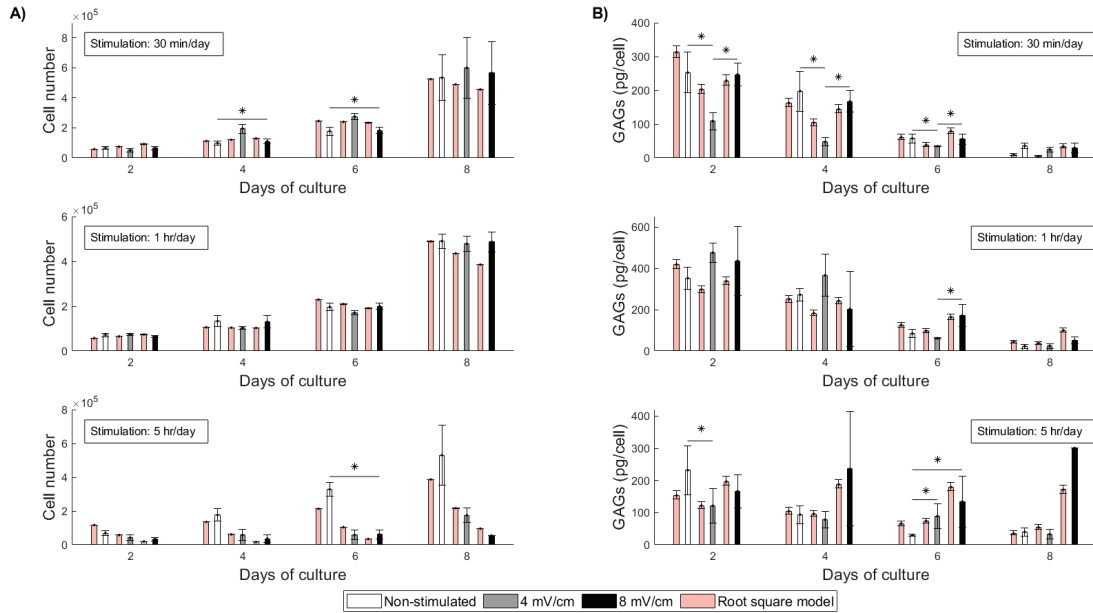 A)
×10⁵
Stimulation: 30 min/day
Cell number
8
6
4
2
0
2 4 6 8
Days of culture
×10⁵
Stimulation: 1 hr/day
Cell number
6
4
2
0
2 4 6 8
Days of culture
×10⁵
Stimulation: 5 hr/day
Cell number
8
6
4
2
0
2 4 6 8
Days of culture
B)
Stimulation: 30 min/day
GAGs (pg/cell)
400
300
200
100
0
2 4 6 8
Days of culture
Stimulation: 1 hr/day
GAGs (pg/cell)
600
400
200
0
2 4 6 8
Days of culture
Stimulation: 5 hr/day
GAGs (pg/cell)
400
300
200
100
0
2 4 6 8
Days of culture
Non-stimulated 4 mV/cm 8 mV/cm Root square model